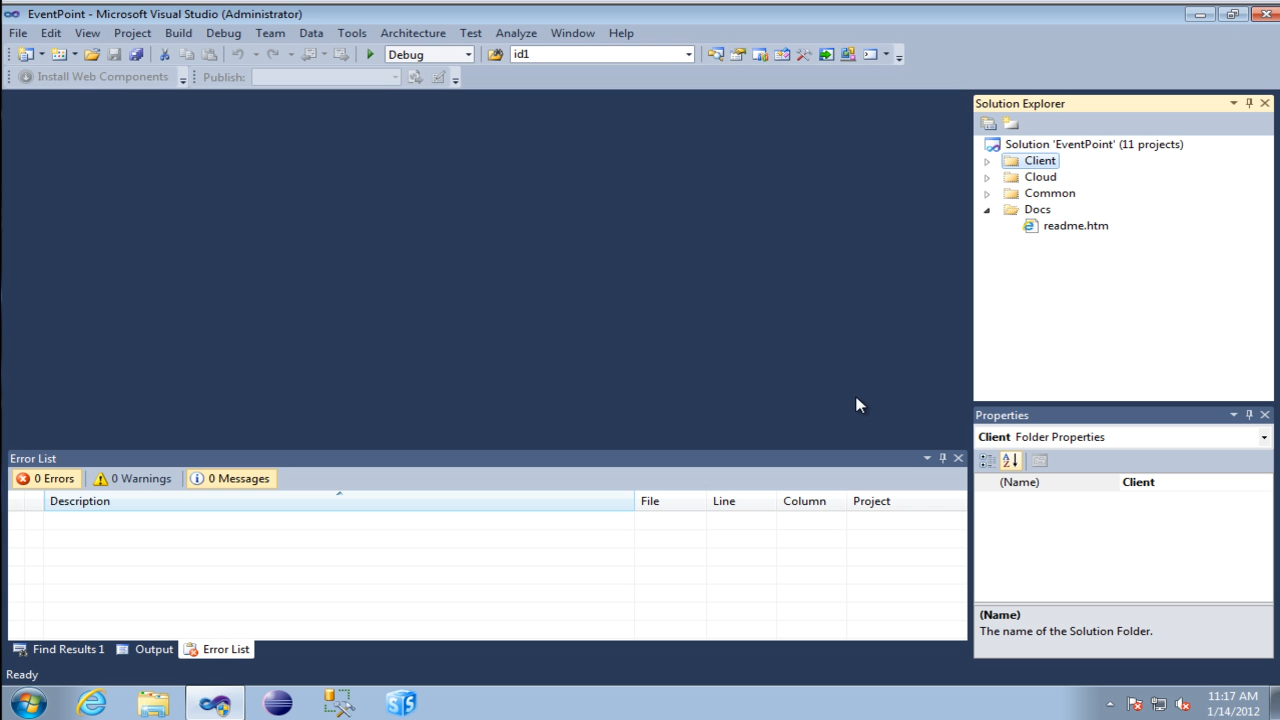 EventPoint - Microsoft Visual Studio (Administrator)
File Edit View Project Build Debug Team Data Tools Architecture Test Analyze Window Help
Debug id1
Install Web Components Publish:
Solution Explorer
Solution 'EventPoint' (11 projects)
Client
Cloud
Common
Docs
readme.htm
Properties
Client Folder Properties
(Name) Client
(Name)
The name of the Solution Folder.
Error List
0 Errors 0 Warnings 0 Messages
Description File Line Column Project
Find Results 1 Output Error List
Ready
11:17 AM
1/14/2012